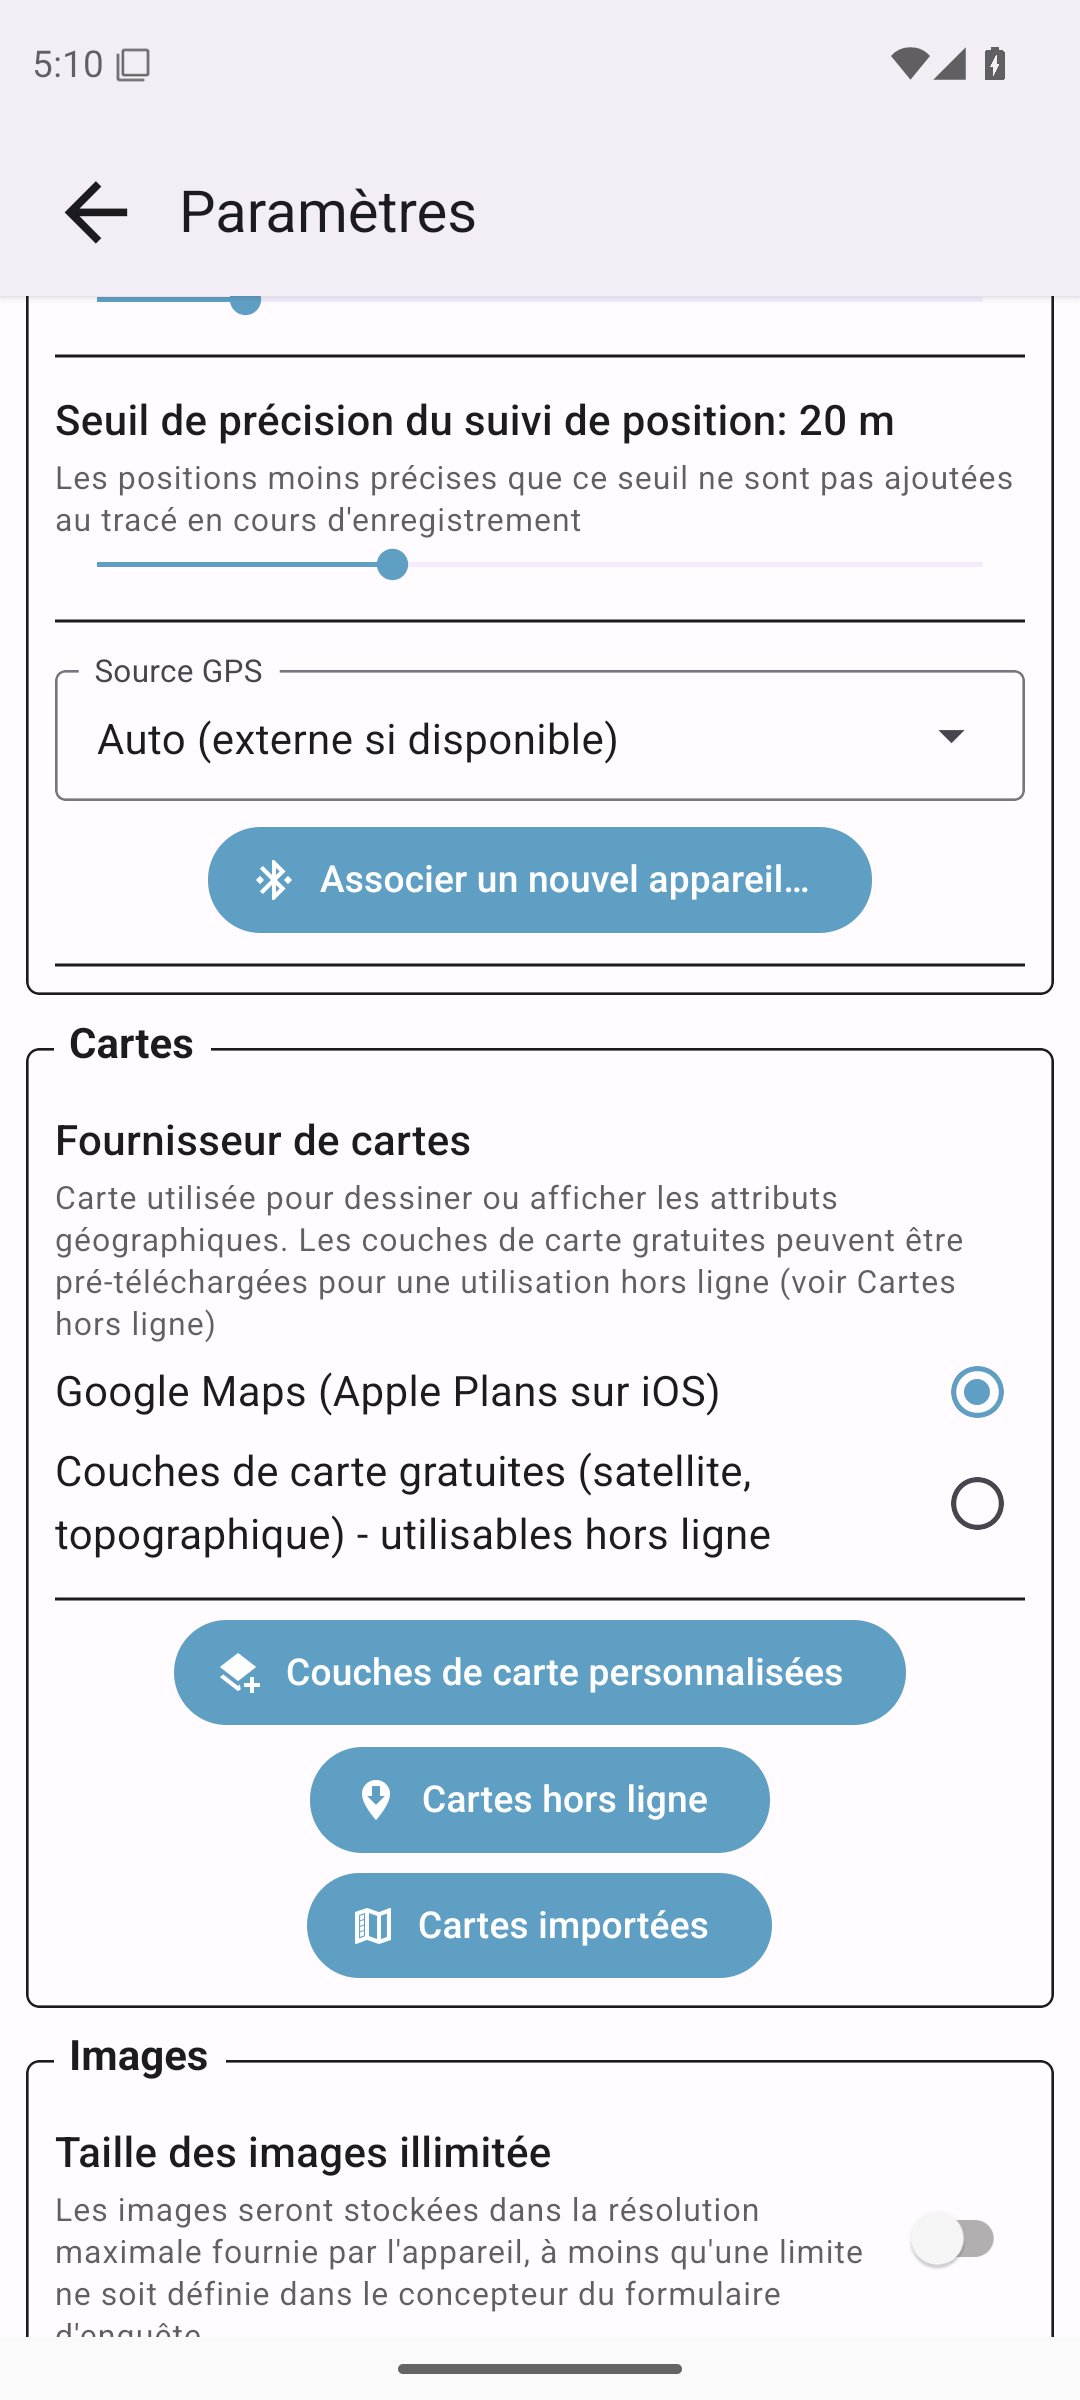 5:10
Paramètres
Seuil de précision du suivi de position: 20 m
Les positions moins précises que ce seuil ne sont pas ajoutées
au tracé en cours d'enregistrement
Source GPS
Auto (externe si disponible)
Associer un nouvel appareil...
Cartes
Fournisseur de cartes
Carte utilisée pour dessiner ou afficher les attributs
géographiques. Les couches de carte gratuites peuvent être
pré-téléchargées pour une utilisation hors ligne (voir Cartes
hors ligne)
Google Maps (Apple Plans sur iOS)
Couches de carte gratuites (satellite,
topographique) - utilisables hors ligne
Couches de carte personnalisées
Cartes hors ligne
Cartes importées
Images
Taille des images illimitée
Les images seront stockées dans la résolution
maximale fournie par l'appareil, à moins qu'une limite
ne soit définie dans le concepteur du formulaire
d'enquête